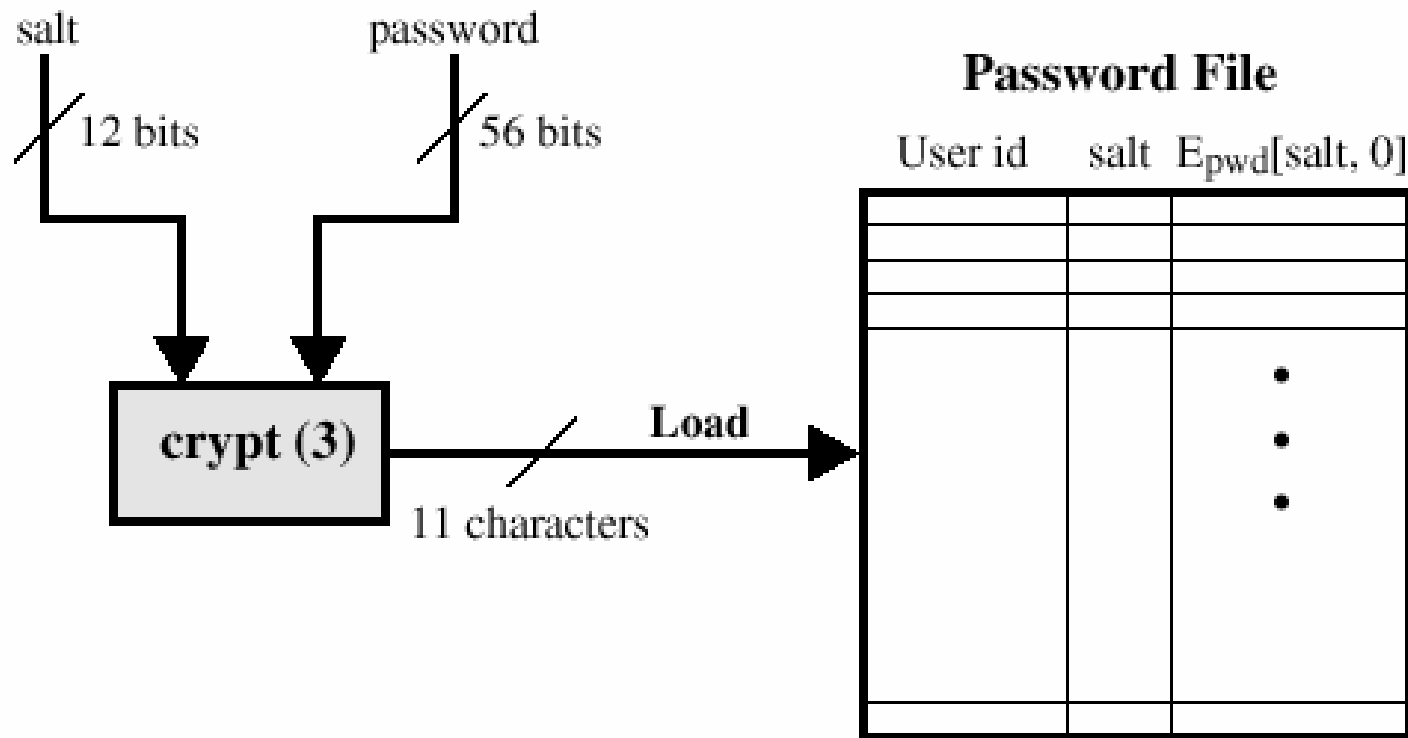 salt
password
12 bits
56 bits
Password File
User id salt Epwd[salt, 0]
crypt (3)
Load
11 characters